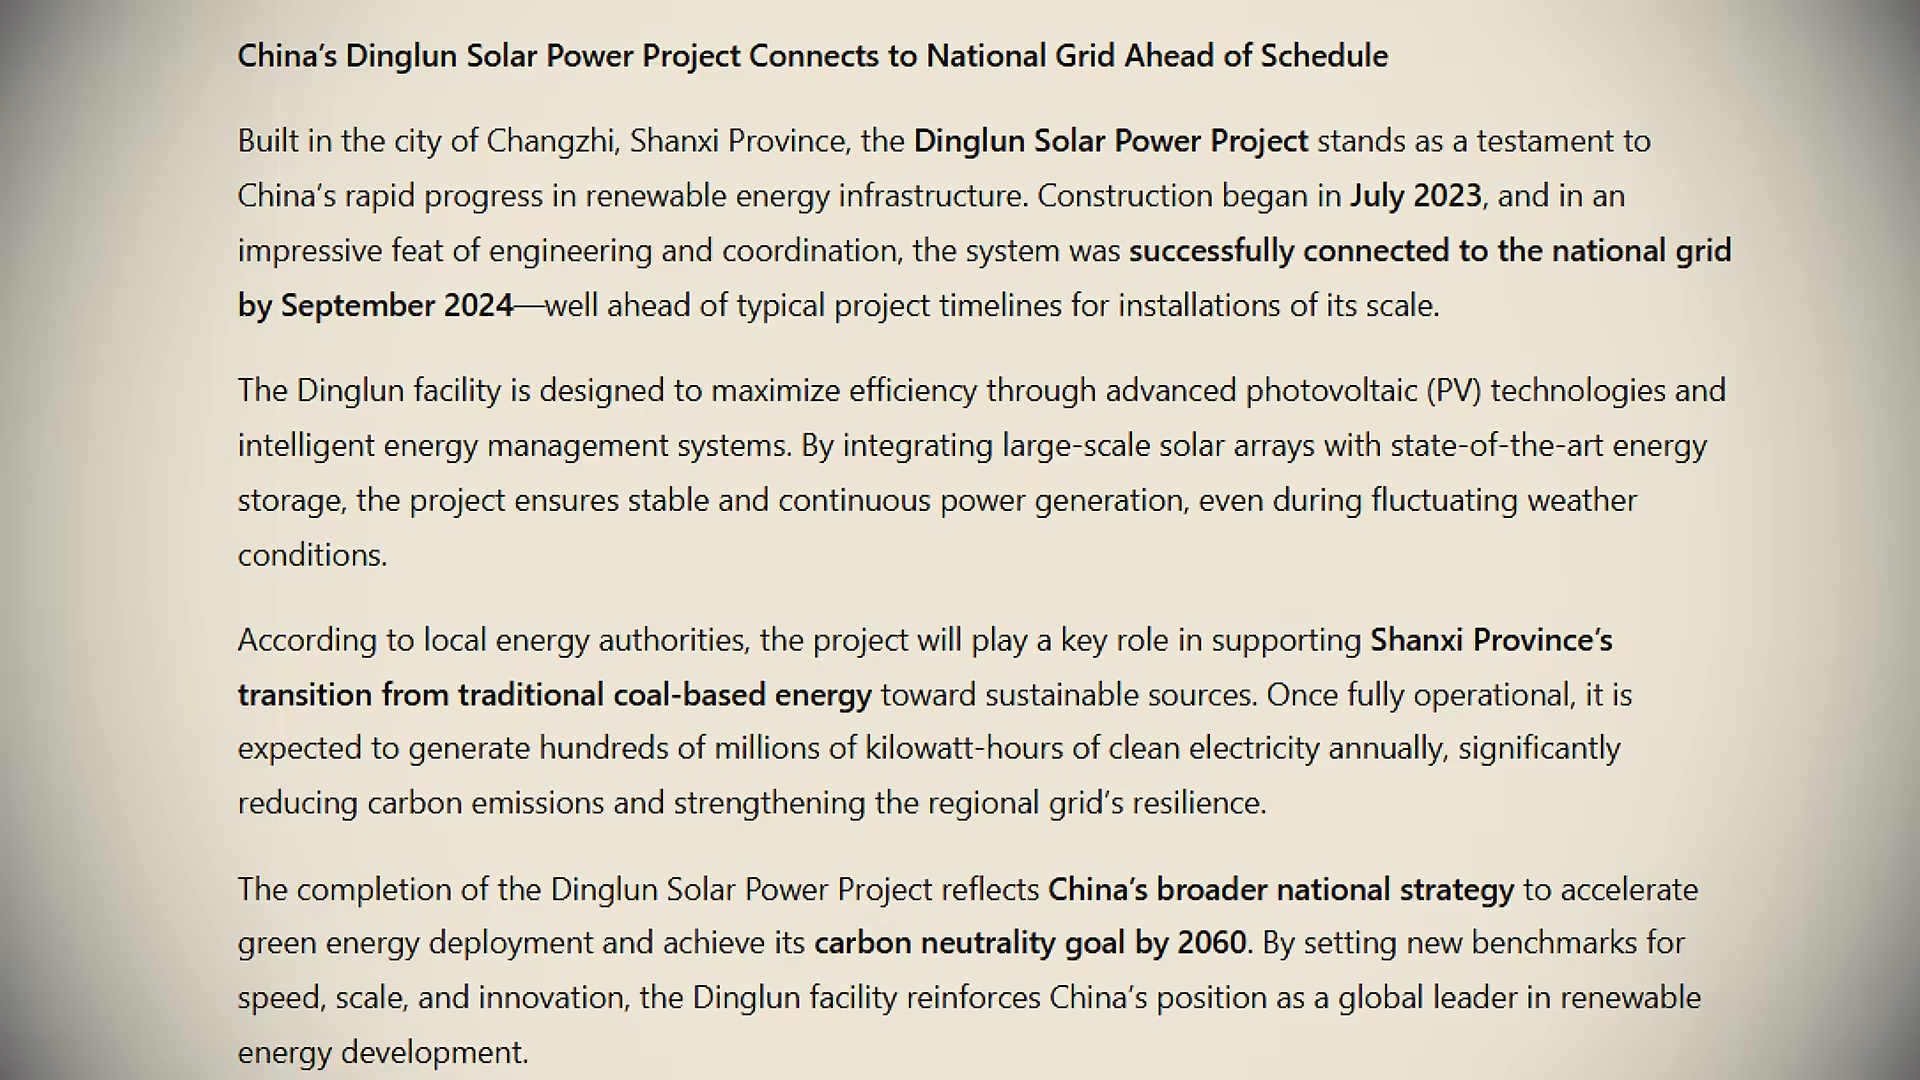 China’s Dinglun Solar Power Project Connects to National Grid Ahead of Schedule
Built in the city of Changzhi, Shanxi Province, the Dinglun Solar Power Project stands as a testament to
China’s rapid progress in renewable energy infrastructure. Construction began in July 2023, and in an
impressive feat of engineering and coordination, the system was successfully connected to the national grid
by September 2024—well ahead of typical project timelines for installations of its scale.
The Dinglun facility is designed to maximize efficiency through advanced photovoltaic (PV) technologies and
intelligent energy management systems. By integrating large-scale solar arrays with state-of-the-art energy
storage, the project ensures stable and continuous power generation, even during fluctuating weather
conditions.
According to local energy authorities, the project will play a key role in supporting Shanxi Province’s
transition from traditional coal-based energy toward sustainable sources. Once fully operational, it is
expected to generate hundreds of millions of kilowatt-hours of clean electricity annually, significantly
reducing carbon emissions and strengthening the regional grid’s resilience.
The completion of the Dinglun Solar Power Project reflects China’s broader national strategy to accelerate
green energy deployment and achieve its carbon neutrality goal by 2060. By setting new benchmarks for
speed, scale, and innovation, the Dinglun facility reinforces China’s position as a global leader in renewable
energy development.